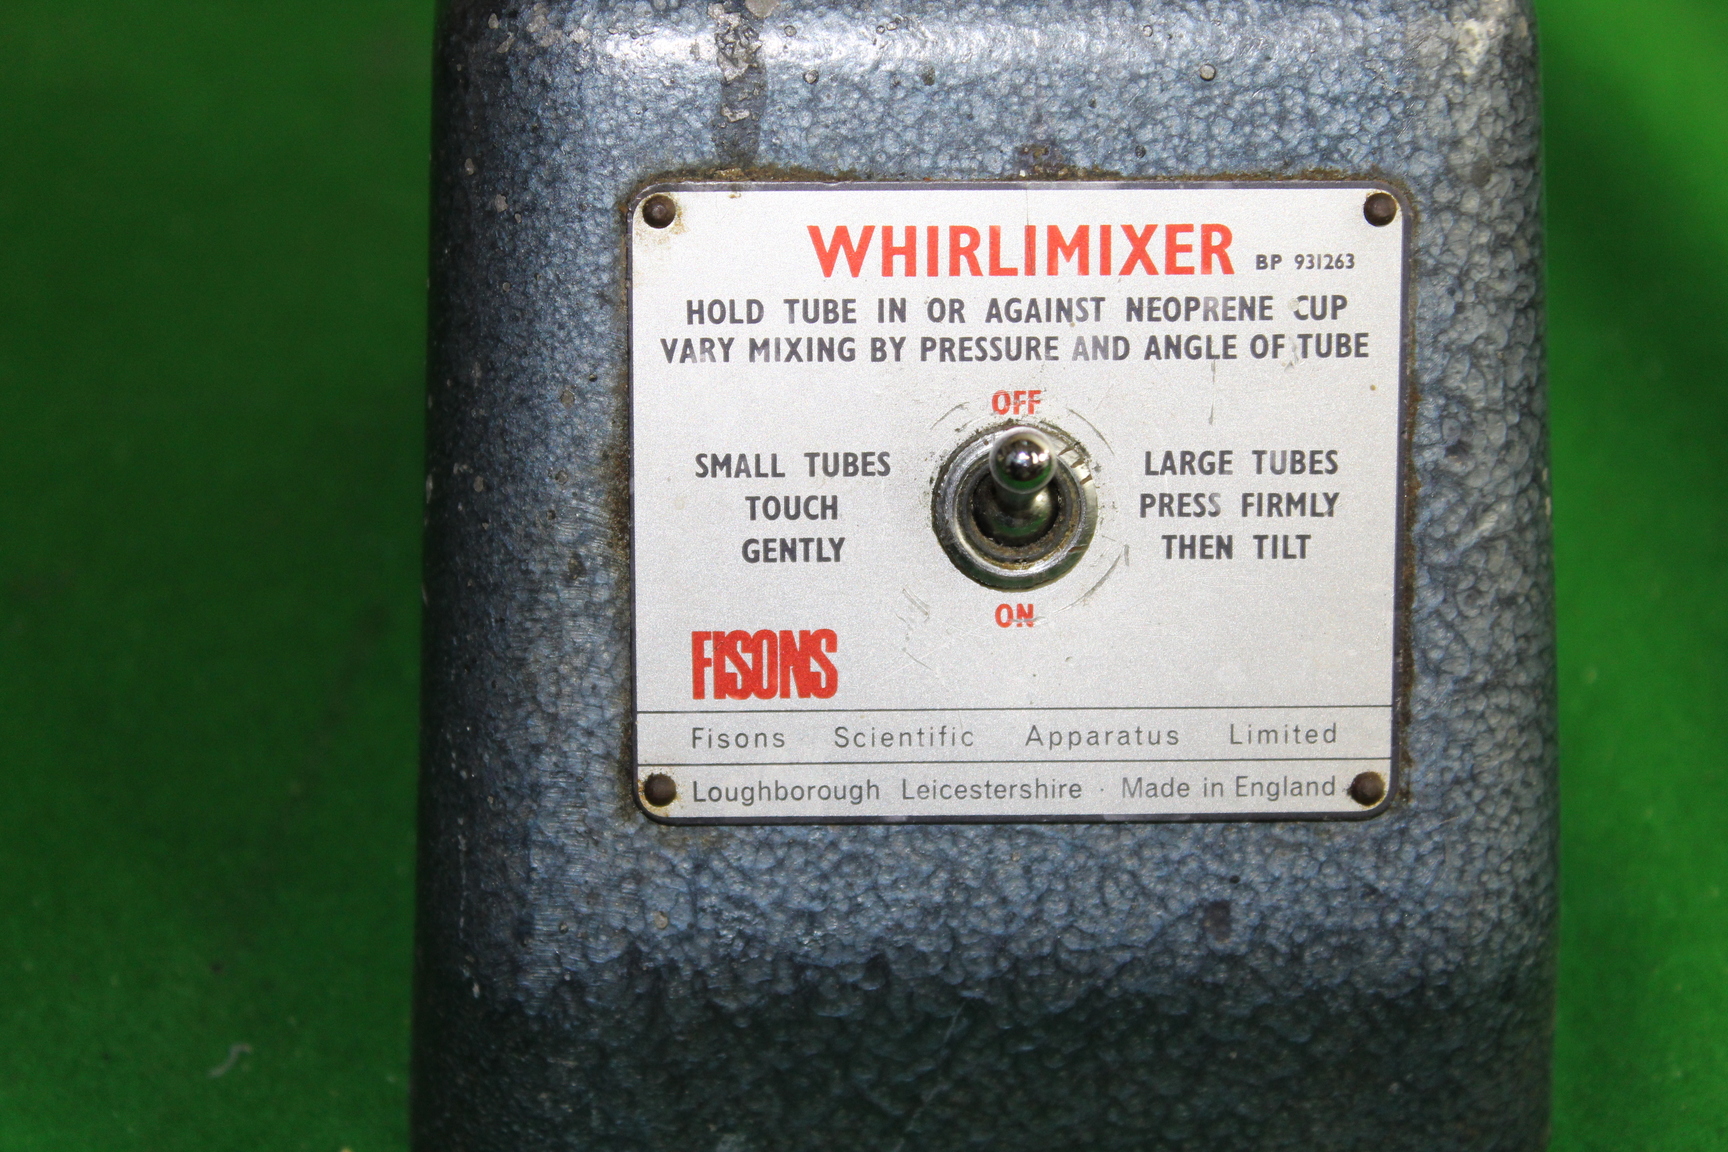 WHIRLIMIXER BP 931263
HOLD TUBE IN OR AGAINST NEOPRENE CUP
VARY MIXING BY PRESSURE AND ANGLE OF TUBE
OFF
SMALL TUBES
TOUCH
GENTLY
LARGE TUBES
PRESS FIRMLY
THEN TILT
ON
FISONS
Fisons Scientific Apparatus Limited
Loughborough Leicestershire · Made in England